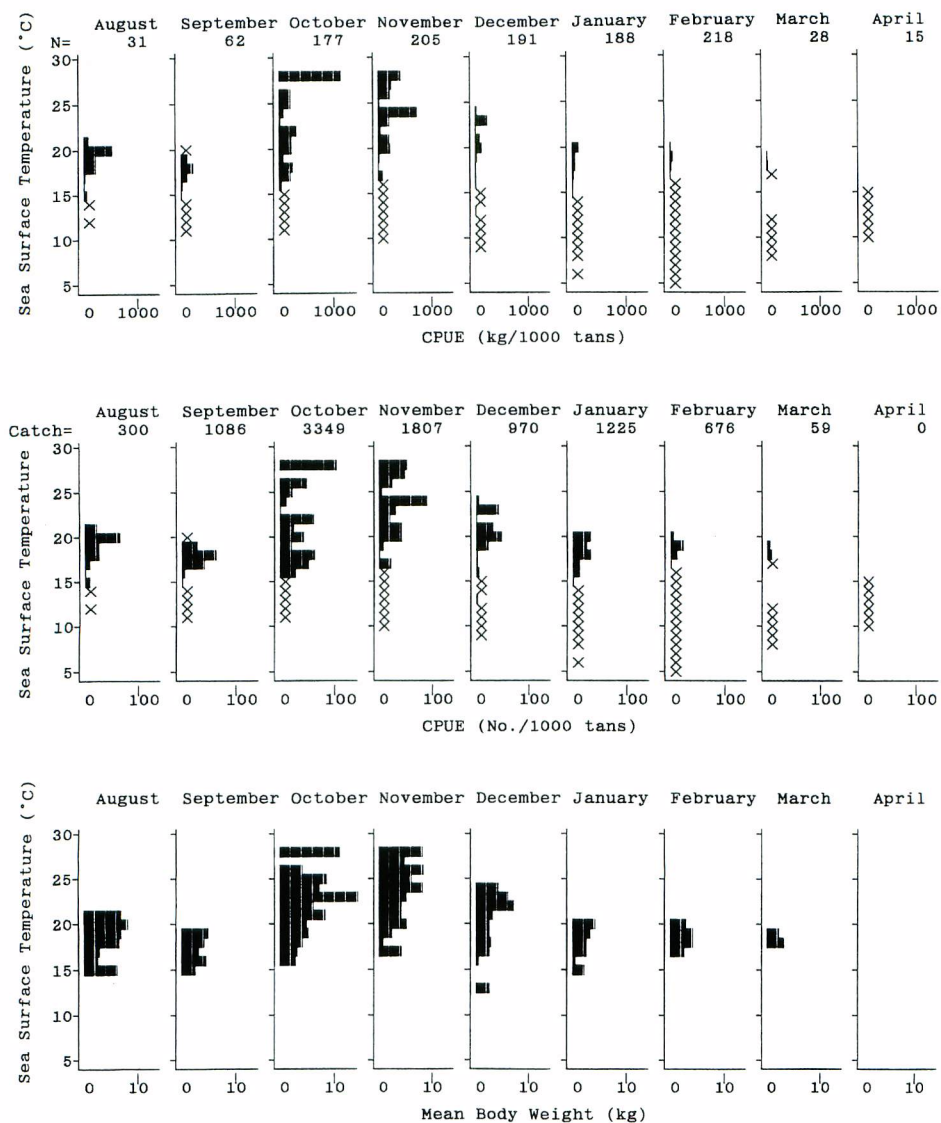 August September October November December January February March April
N= 31 62 177 205 191 188 218 28 15
Sea Surface Temperature (°C)
30
25
20
15
10
5
0 1000 0 1000 0 1000 0 1000 0 1000 0 1000 0 1000 0 1000 0 1000
CPUE (kg/1000 tans)
August September October November December January February March April
Catch= 300 1086 3349 1807 970 1225 676 59 0
Sea Surface Temperature
30
25
20
15
10
5
0 100 0 100 0 100 0 100 0 100 0 100 0 100 0 100 0 100
CPUE (No./1000 tans)
August September October November December January February March April
Sea Surface Temperature (°C)
30
25
20
15
10
5
0 10 0 10 0 10 0 10 0 10 0 10 0 10 0 10 0 10
Mean Body Weight (kg)